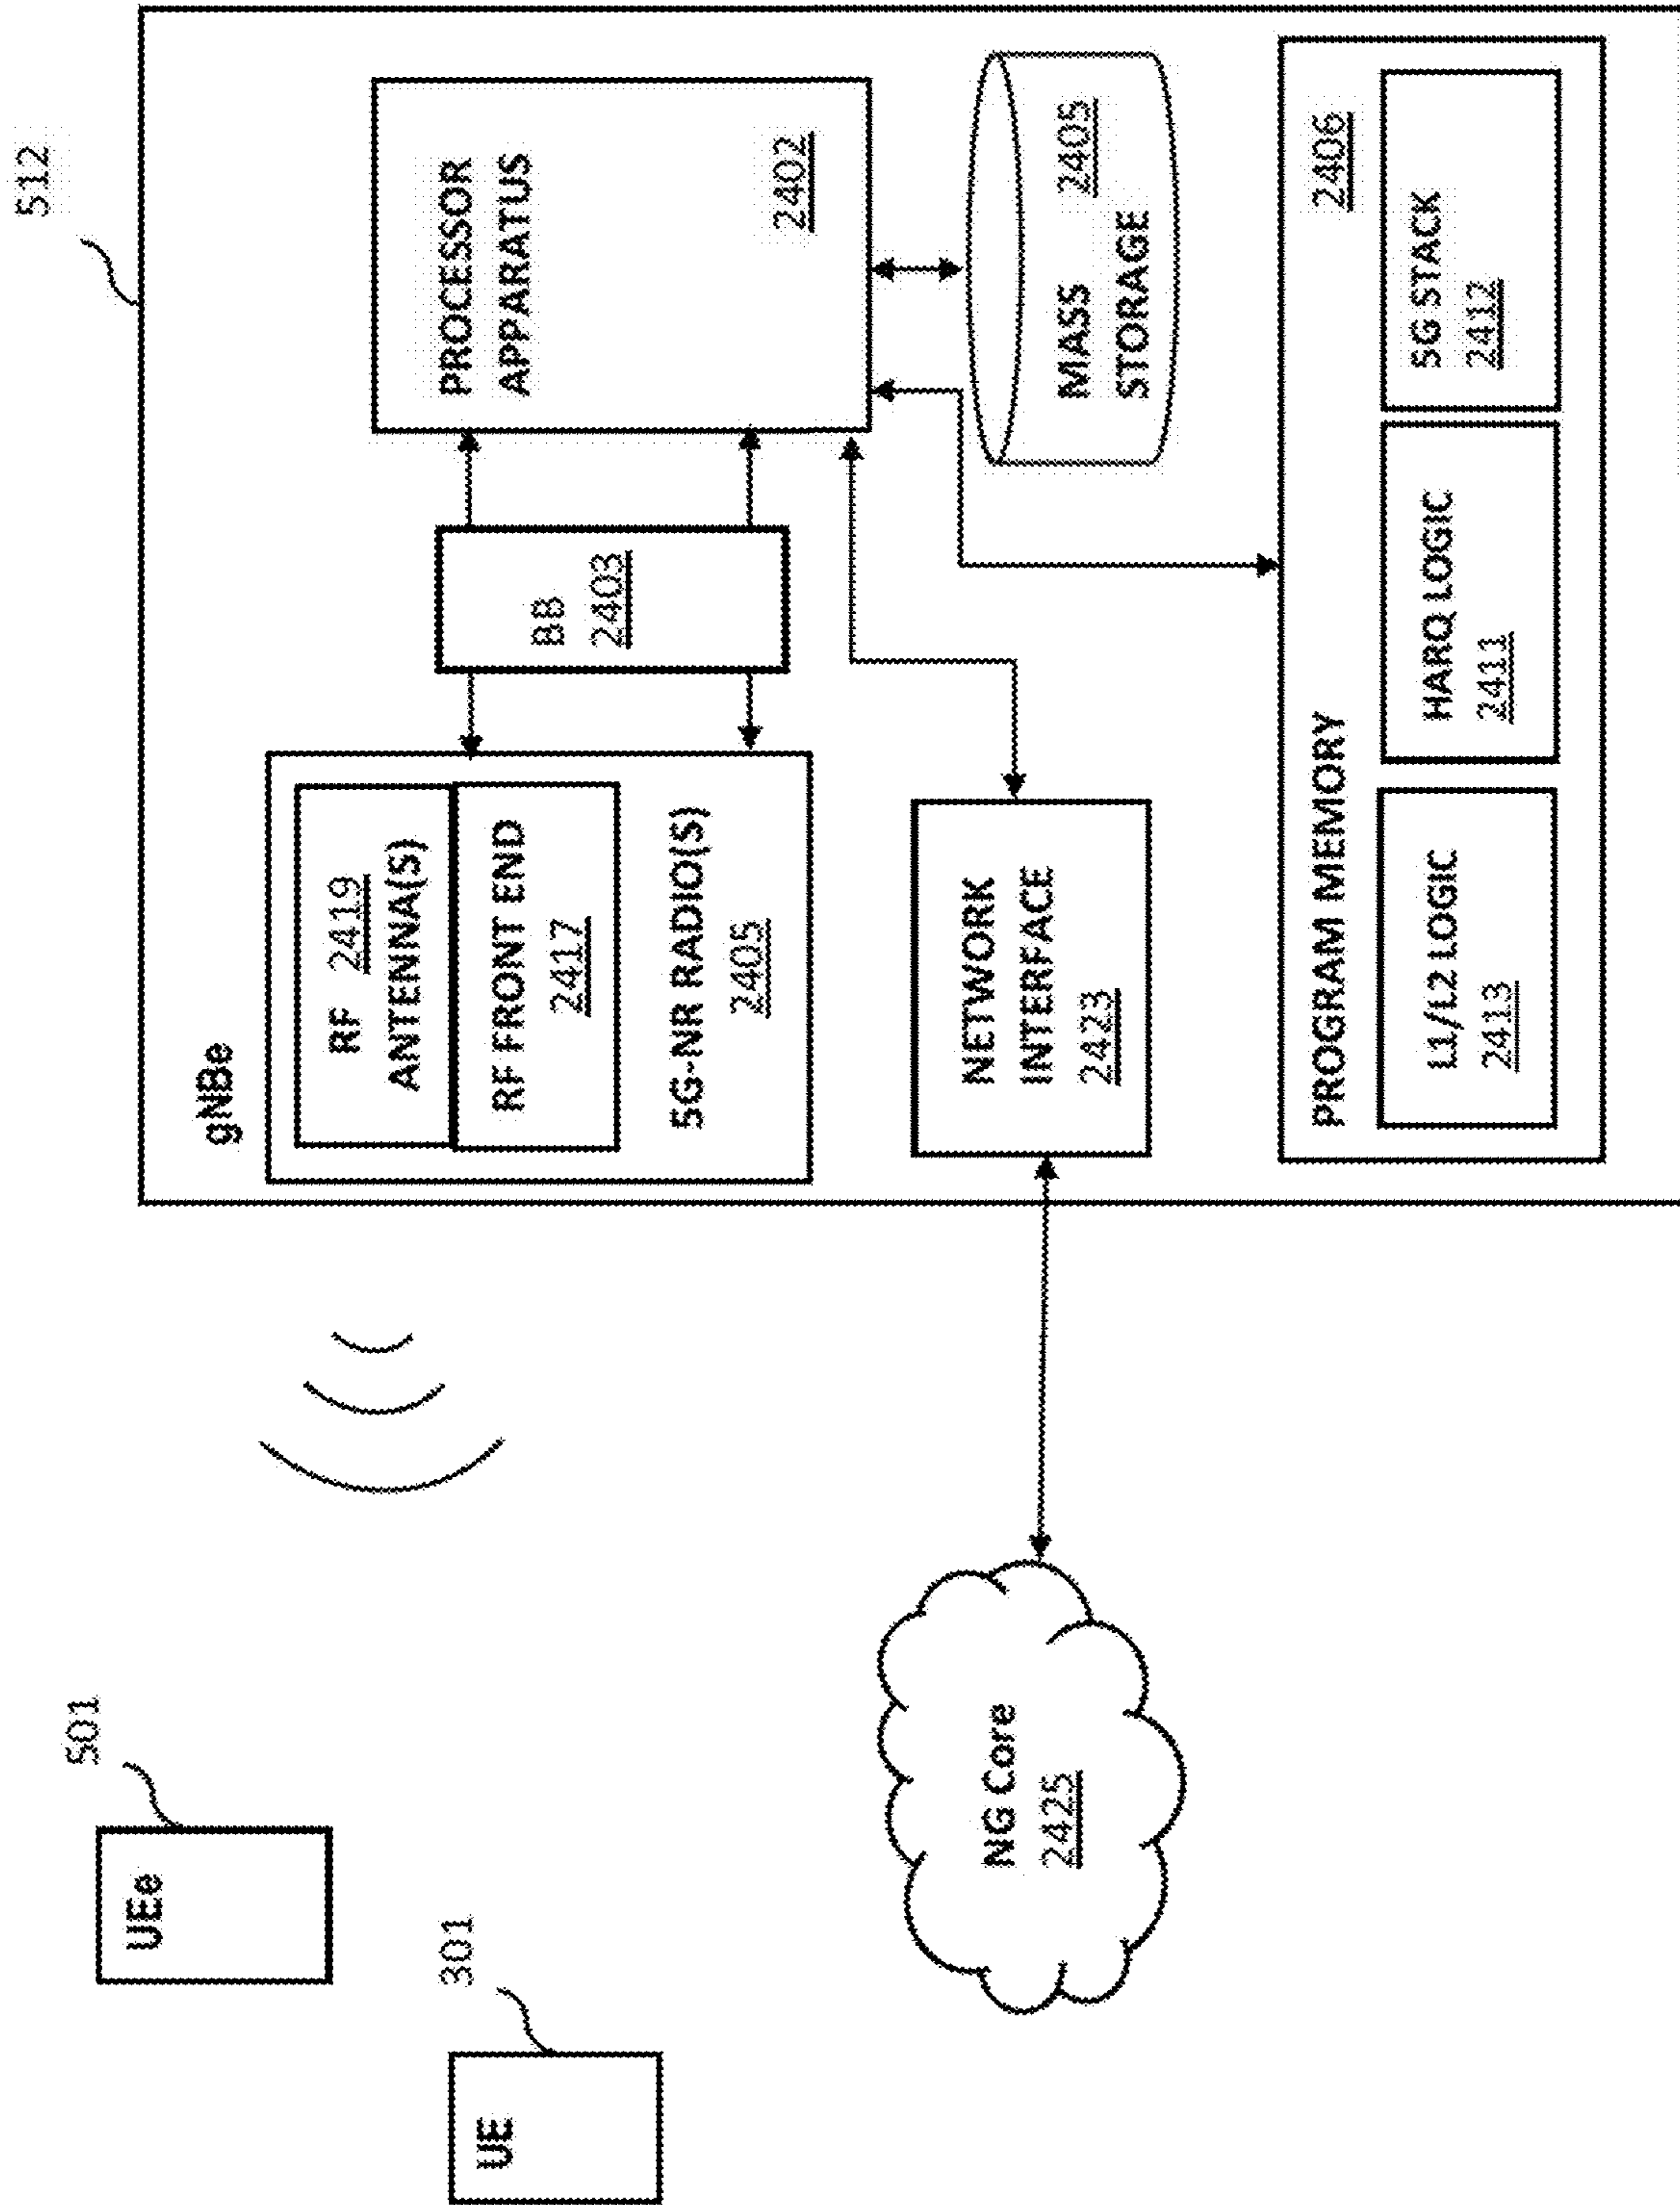 512
gNBe
RF 2419
ANTENNA(S)
RF FRONT END
2417
5G-NR RADIO(S)
2405
BB
2403
PROCESSOR
APPARATUS
2402
NETWORK
INTERFACE
2423
MASS 2405
STORAGE
PROGRAM MEMORY 2406
L1/L2 LOGIC
2413
HARQ LOGIC
2411
5G STACK
2412
UEe
501
UE
301
NG Core
2425